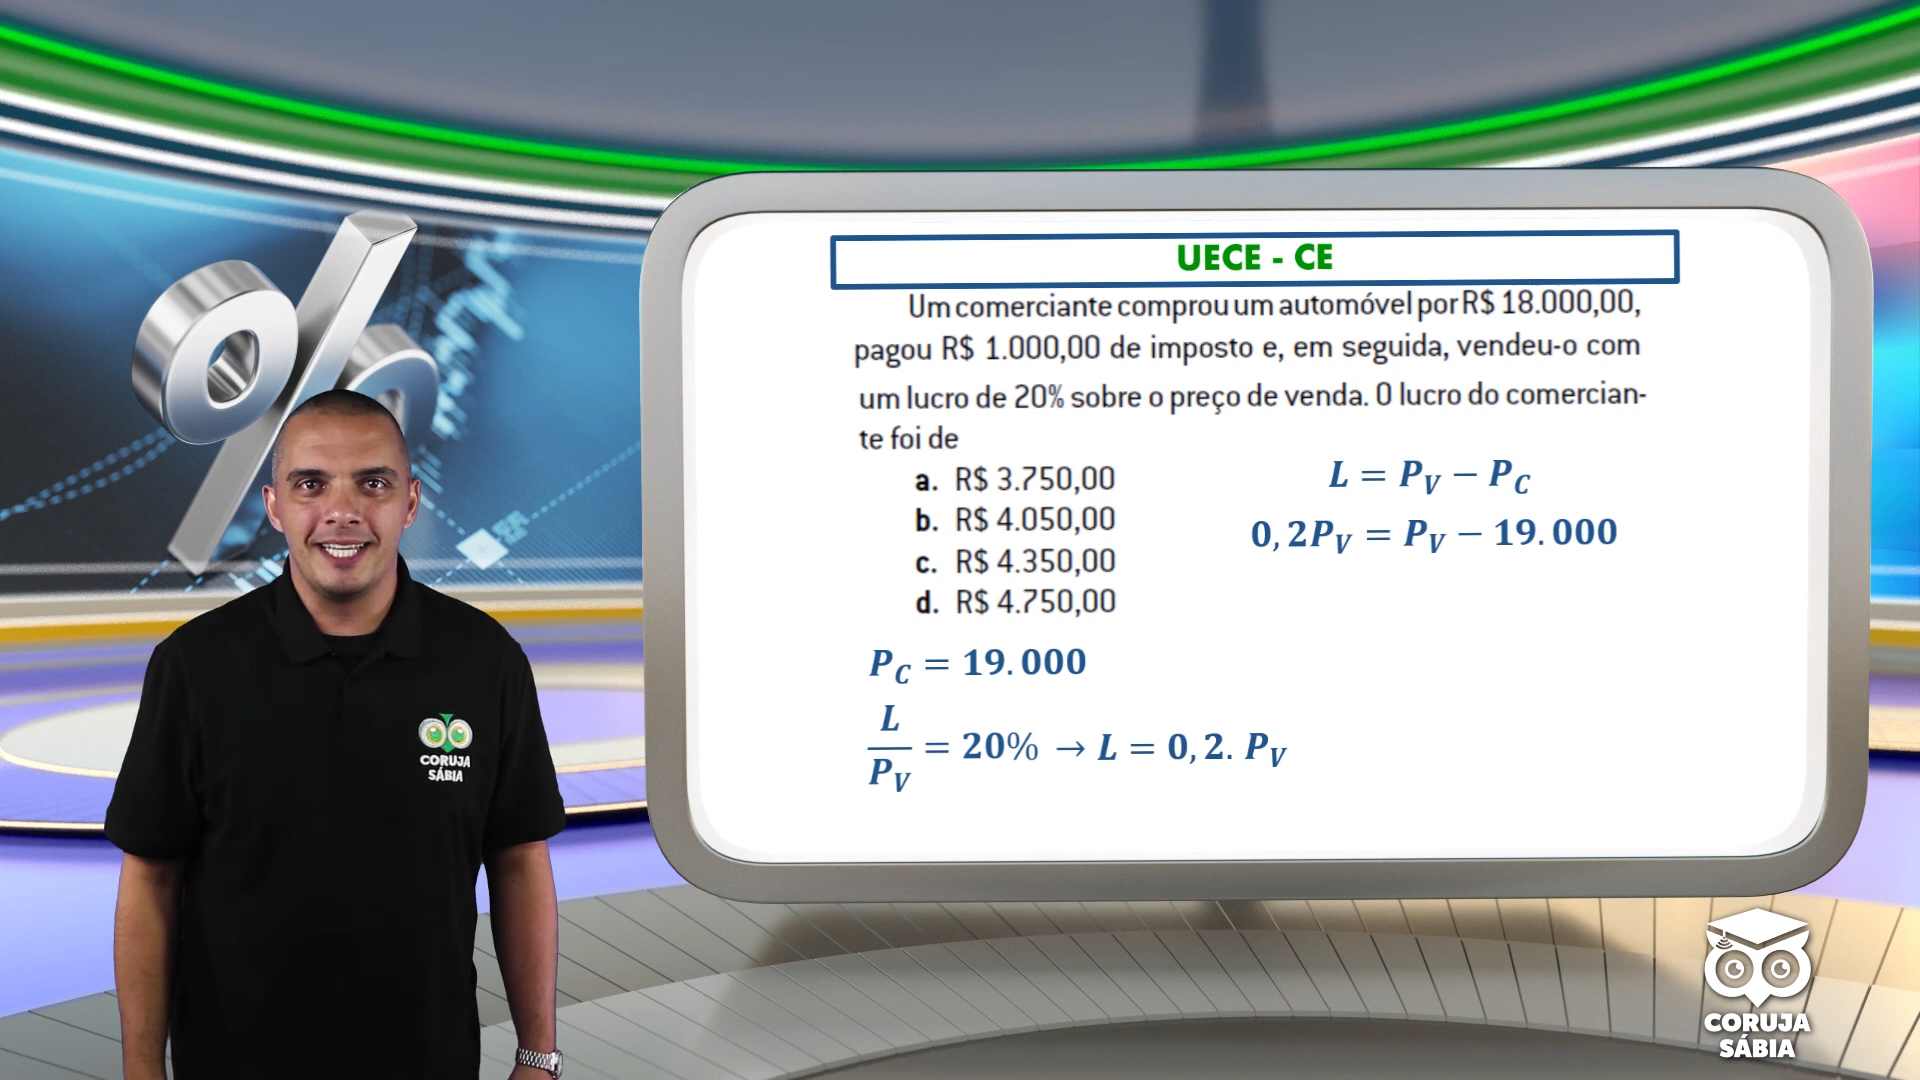 UECE - CE
Um comerciante comprou um automóvel por R$ 18.000,00,
pagou R$ 1.000,00 de imposto e, em seguida, vendeu-o com
um lucro de 20% sobre o preço de venda. O lucro do comercian-
te foi de
a. R$ 3.750,00
b. R$ 4.050,00
c. R$ 4.350,00
d. R$ 4.750,00
L = P_V − P_C
0,2P_V = P_V − 19.000
P_C = 19.000
L/P_V = 20% → L = 0,2. P_V
CORUJA
SÁBIA
CORUJA
SÁBIA